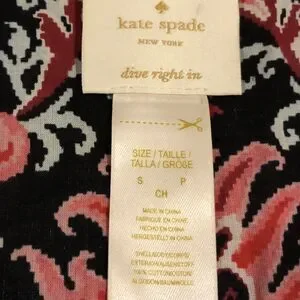 kate spade
NEW YORK
dive right in
SIZE / TAILLE /
TALLA / GRÖSSE
S P
CH
MADE IN CHINA
FABRIQUE EN CHINE
HECHO EN CHINA
HERGESTELLT IN CHINA